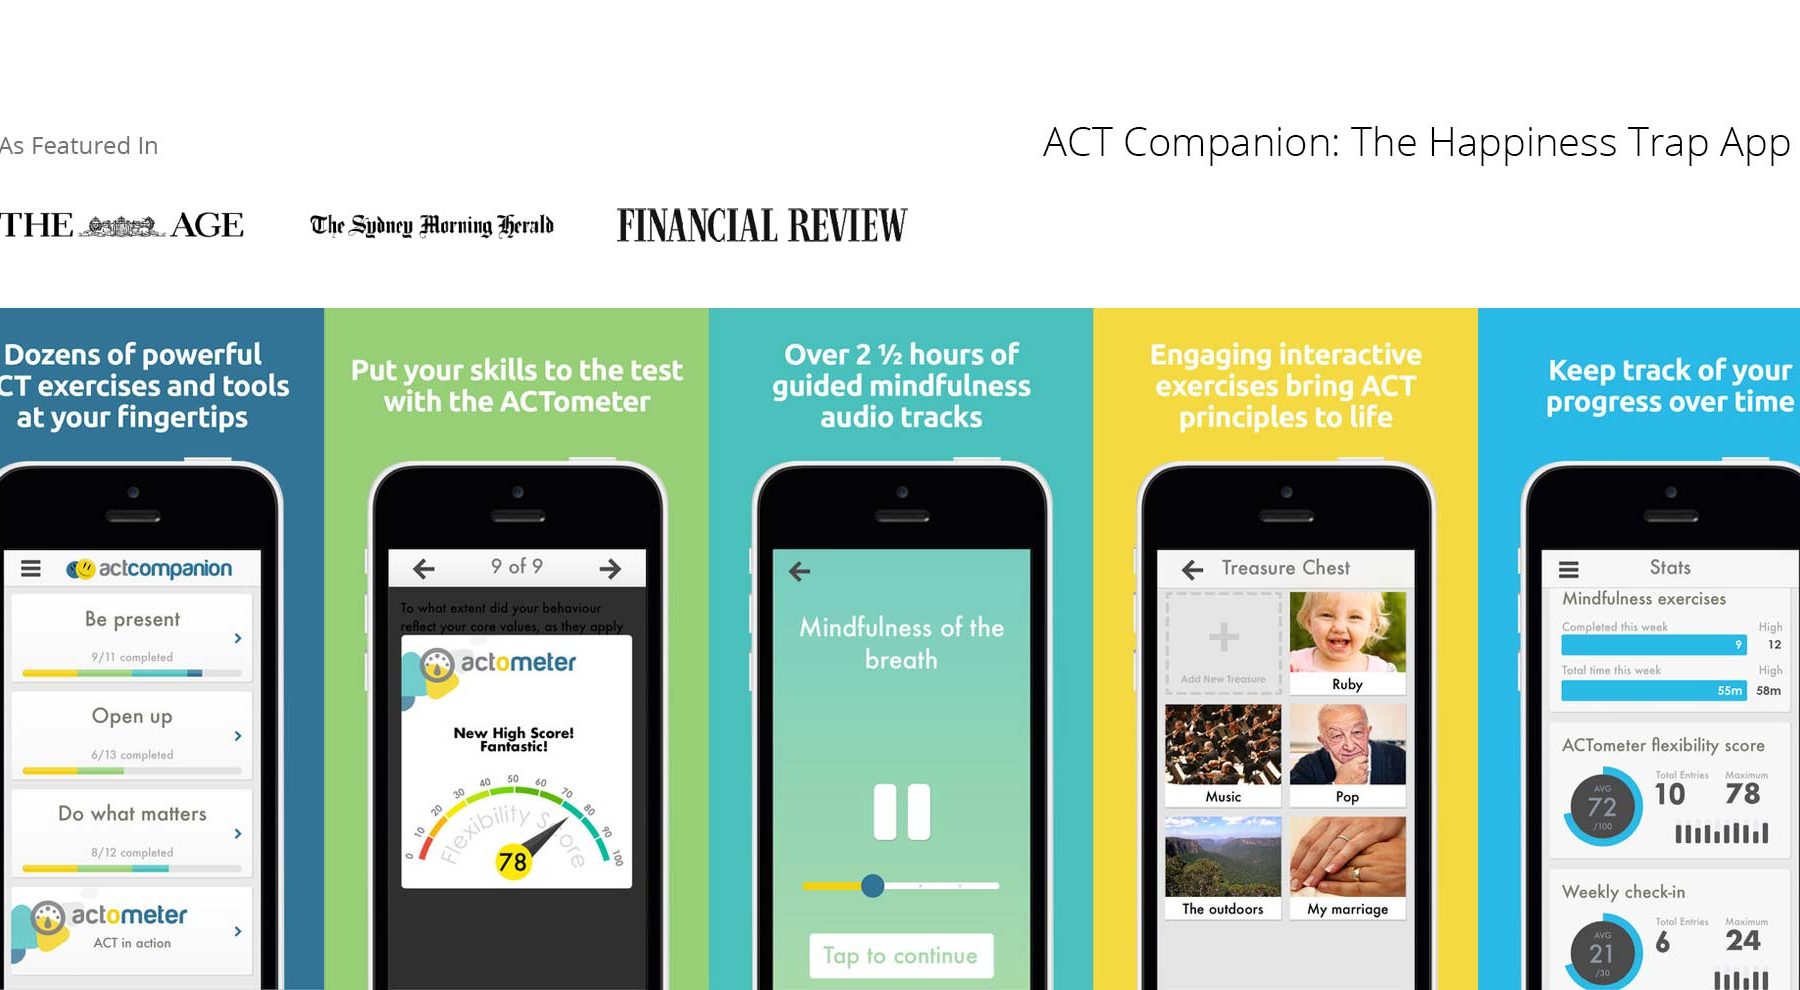 As Featured In
ACT Companion: The Happiness Trap App
THE AGE
The Sydney Morning Herald
FINANCIAL REVIEW
Dozens of powerful
CT exercises and tools
at your fingertips
actcompanion
Be present
9/11 completed
Open up
6/13 completed
Do what matters
8/12 completed
actometer
ACT in action
Put your skills to the test
with the ACTometer
9 of 9
To what extent did your behaviour
reflect your core values, as they apply
actometer
New High Score!
Fantastic!
0 10 20 30 40 50 60 70 80 90 100
Flexibility Score
78
Over 2 ½ hours of
guided mindfulness
audio tracks
Mindfulness of the
breath
Tap to continue
Engaging interactive
exercises bring ACT
principles to life
Treasure Chest
Add New Treasure
Ruby
Music
Pop
The outdoors
My marriage
Keep track of your
progress over time
Stats
Mindfulness exercises
Completed this week High
9 12
Total time this week High
55m 58m
ACTometer flexibility score
Total Entries Maximum
AVG
72
/100
10 78
Weekly check-in
Total Entries Maximum
AVG
21
/30
6 24